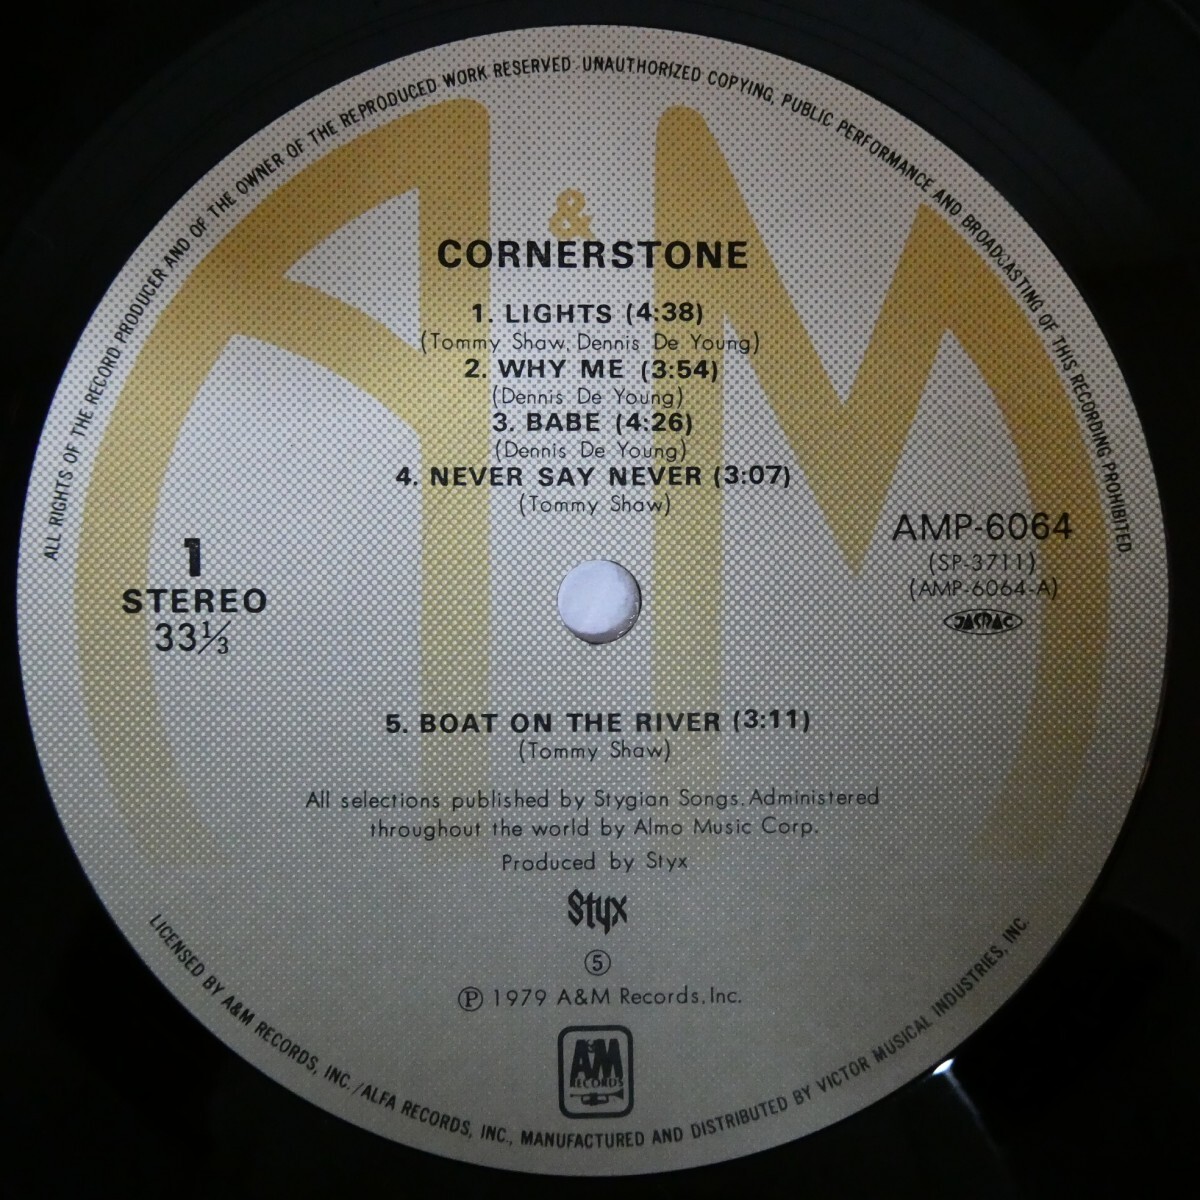 ALL RIGHTS OF THE RECORD PRODUCER AND OF THE OWNER OF THE REPRODUCED WORK RESERVED UNAUTHORIZED COPYING, PUBLIC PERFORMANCE AND BROADCASTING OF THIS RECORDING PROHIBITED
A & M
CORNERSTONE
1. LIGHTS (4:38)
(Tommy Shaw, Dennis De Young)
2. WHY ME (3:54)
(Dennis De Young)
3. BABE (4:26)
(Dennis De Young)
4. NEVER SAY NEVER (3:07)
(Tommy Shaw)
1
STEREO
33 1/3
AMP-6064
(SP-3711)
(AMP-6064-A)
JASRAC
5. BOAT ON THE RIVER (3:11)
(Tommy Shaw)
All selections published by Stygian Songs. Administered
throughout the world by Almo Music Corp.
Produced by Styx
Styx
⑤
℗ 1979 A&M Records, Inc.
A&M
RECORDS
LICENSED BY A&M RECORDS, INC./ALFA RECORDS, INC., MANUFACTURED AND DISTRIBUTED BY VICTOR MUSICAL INDUSTRIES, INC.